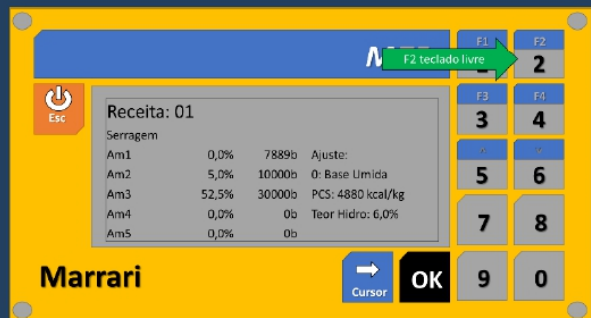 F1
F2
F2 teclado livre
2
Esc
F3
F4
3
4
Receita: 01
Serragem
Am1 0,0% 7889b Ajuste:
Am2 5,0% 10000b 0: Base Umida
Am3 52,5% 30000b PCS: 4880 kcal/kg
Am4 0,0% 0b Teor Hidro: 6,0%
Am5 0,0% 0b
5
6
7
8
Marrari
Cursor
OK
9
0